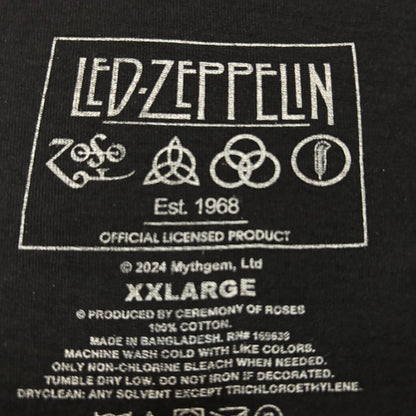 LED-ZEPPELIN
ZoSo
Est. 1968
OFFICIAL LICENSED PRODUCT
© 2024 Mythgem, Ltd
XXLARGE
© PRODUCED BY CEREMONY OF ROSES
100% COTTON.
MADE IN BANGLADESH. RN# 169639
MACHINE WASH COLD WITH LIKE COLORS.
ONLY NON-CHLORINE BLEACH WHEN NEEDED.
TUMBLE DRY LOW. DO NOT IRON IF DECORATED.
DRYCLEAN: ANY SOLVENT EXCEPT TRICHLOROETHYLENE.